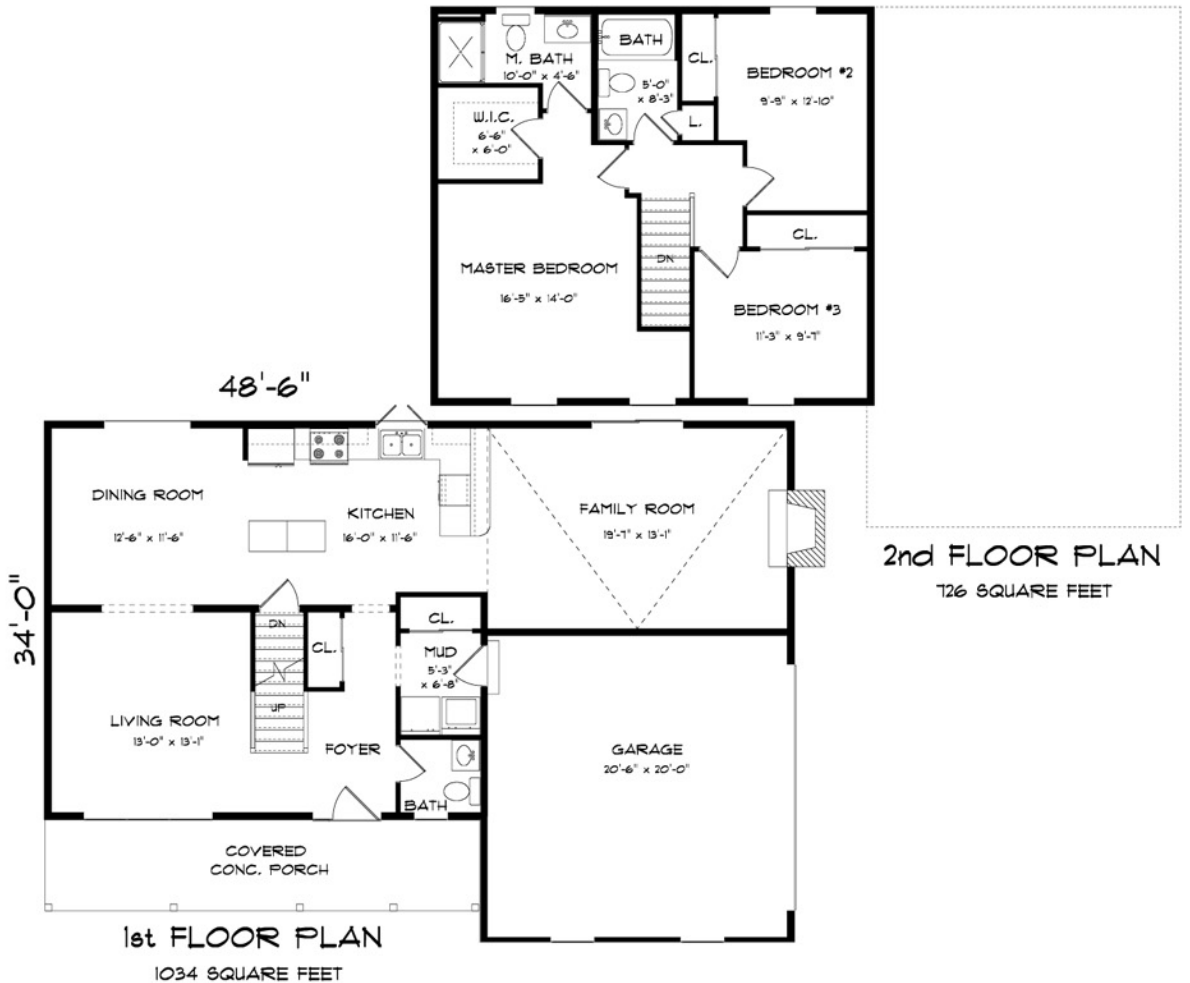 M. BATH
10'-0" x 4'-6"
BATH
5'-0"
x 8'-3"
CL.
BEDROOM #2
9'-9" x 12'-10"
W.I.C.
6'-6"
x 6'-0"
L.
CL.
MASTER BEDROOM
16'-5" x 14'-0"
DN
BEDROOM #3
11'-3" x 9'-7"
2nd FLOOR PLAN
726 SQUARE FEET
48'-6"
34'-0"
DINING ROOM
12'-6" x 11'-6"
KITCHEN
16'-0" x 11'-6"
FAMILY ROOM
19'-7" x 13'-1"
DN
CL.
CL.
MUD
5'-3"
x 6'-8"
LIVING ROOM
13'-0" x 13'-1"
UP
FOYER
BATH
GARAGE
20'-6" x 20'-0"
COVERED
CONC. PORCH
1st FLOOR PLAN
1034 SQUARE FEET